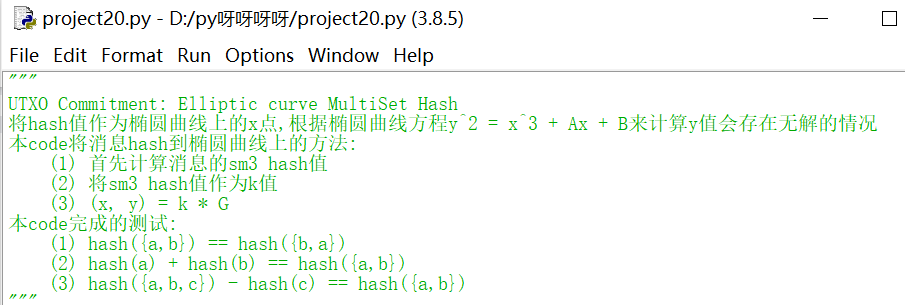 project20.py - D:/py呀呀呀呀/project20.py (3.8.5)
File Edit Format Run Options Window Help
"""
UTXO Commitment: Elliptic curve MultiSet Hash
将hash值作为椭圆曲线上的x点,根据椭圆曲线方程y^2 = x^3 + Ax + B来计算y值会存在无解的情况
本code将消息hash到椭圆曲线上的方法:
    (1) 首先计算消息的sm3 hash值
    (2) 将sm3 hash值作为k值
    (3) (x, y) = k * G
本code完成的测试:
    (1) hash({a,b}) == hash({b,a})
    (2) hash(a) + hash(b) == hash({a,b})
    (3) hash({a,b,c}) - hash(c) == hash({a,b})
"""